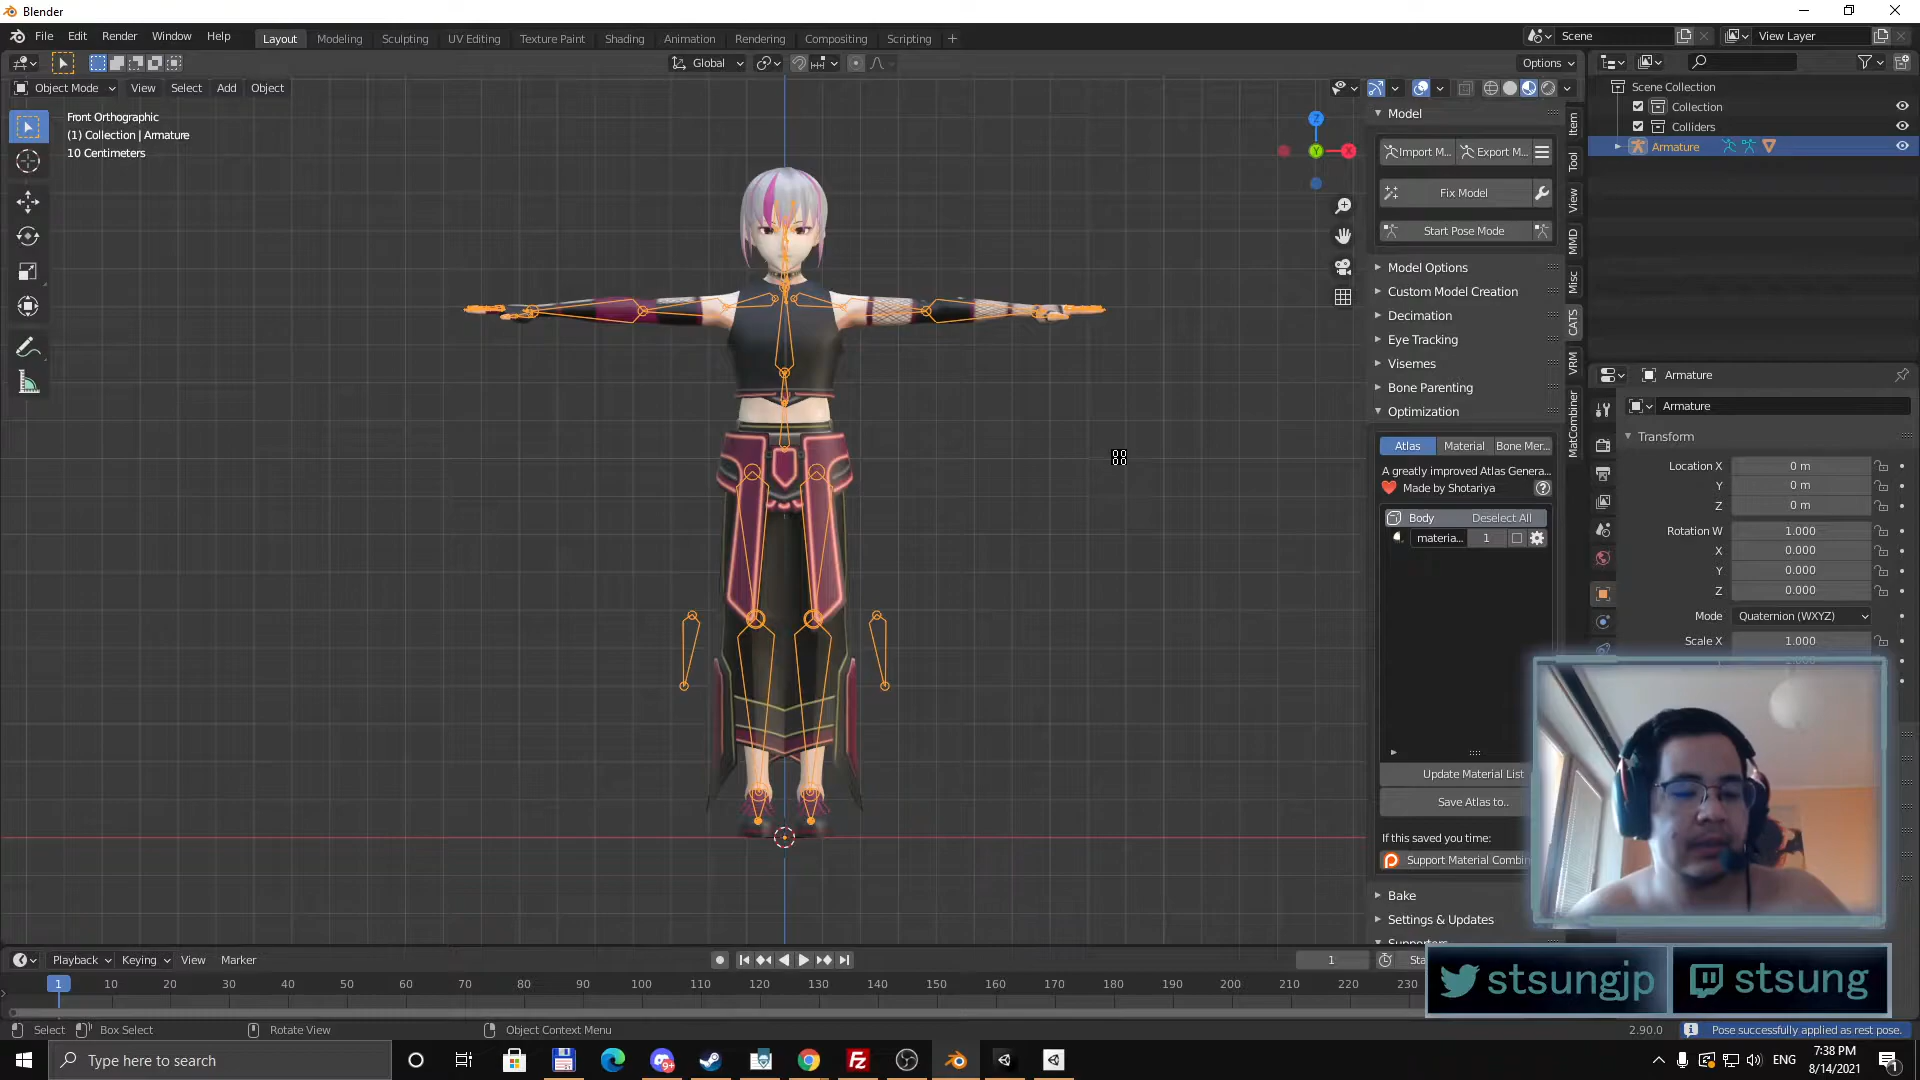 Blender
File Edit Render Window Help
Layout Modeling Sculpting UV Editing Texture Paint Shading Animation Rendering Compositing Scripting +
Scene
View Layer
Global
Options
Object Mode View Select Add Object
Front Orthographic
(1) Collection | Armature
10 Centimeters
Z
Y
X
Model
Import M...
Export M...
Fix Model
Start Pose Mode
Model Options
Custom Model Creation
Decimation
Eye Tracking
Visemes
Bone Parenting
Optimization
Atlas
Material
Bone Mer...
A greatly improved Atlas Genera...
Made by Shotariya
Body
Deselect All
materia...
1
Update Material List
Save Atlas to..
If this saved you time:
Support Material Combin
Bake
Settings & Updates
Item
Tool
View
MMD
Misc
CATS
VRM
MatCombiner
Scene Collection
Collection
Colliders
Armature
Armature
Armature
Transform
Location X 0 m
Y 0 m
Z 0 m
Rotation W 1.000
X 0.000
Y 0.000
Z 0.000
Mode Quaternion (WXYZ)
Scale X 1.000
Playback Keying View Marker
1
Sta
1 10 20 30 40 50 60 70 80 90 100 110 120 130 140 150 160 170 180 190 200 210 220 230
stsungjp
stsung
Select
Box Select
Rotate View
Object Context Menu
2.90.0
Pose successfully applied as rest pose.
Type here to search
9+
ENG
7:38 PM
8/14/2021
1